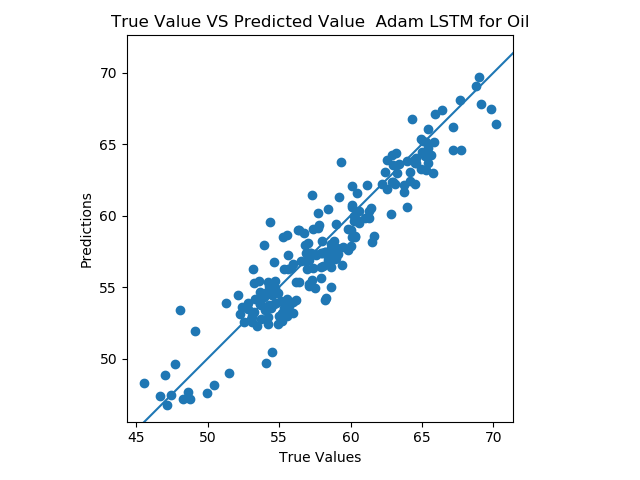 True Value VS Predicted Value  Adam LSTM for Oil
70
65
60
55
50
Predictions
45 50 55 60 65 70
True Values